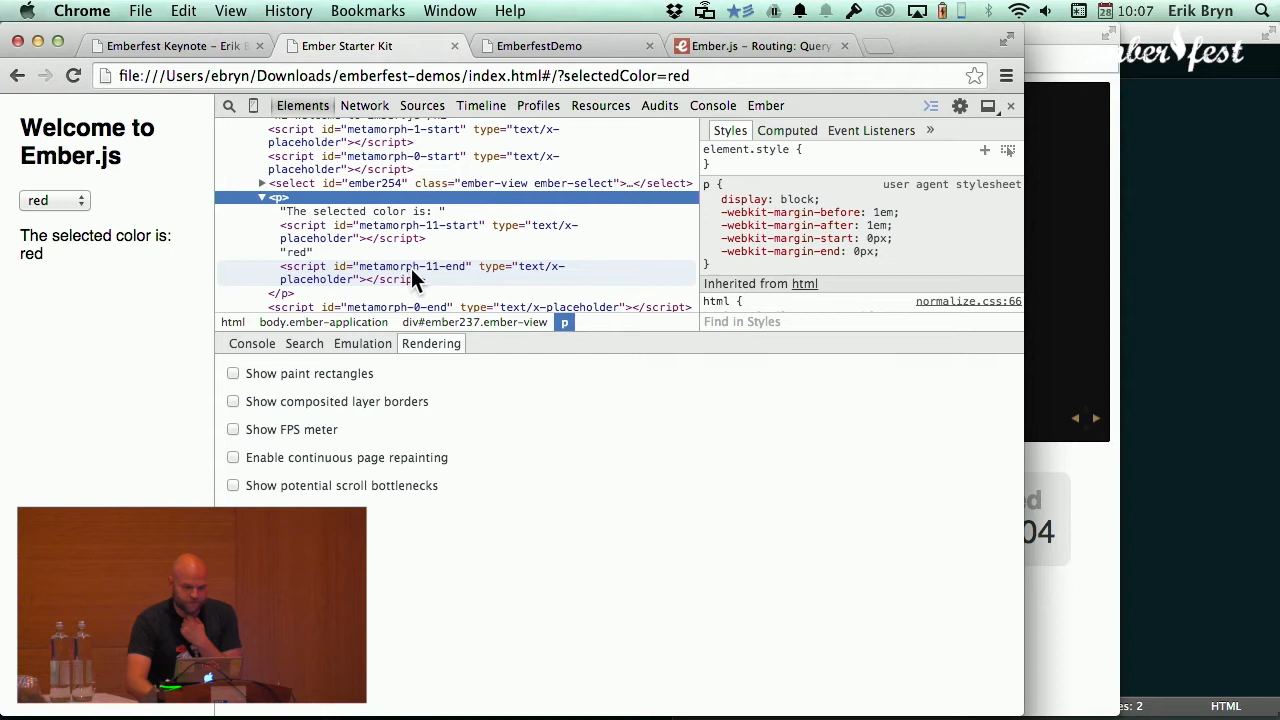 Chrome File Edit View History Bookmarks Window Help 28 10:07 Erik Bryn
Emberfest Keynote – Erik B
Ember Starter Kit
EmberfestDemo
Ember.js – Routing: Query
file:///Users/ebryn/Downloads/emberfest-demos/index.html#/?selectedColor=red
ember fest
Welcome to
Ember.js
red
The selected color is:
red
Elements Network Sources Timeline Profiles Resources Audits Console Ember
<script id="metamorph-1-start" type="text/x-
placeholder"></script>
<script id="metamorph-0-start" type="text/x-
placeholder"></script>
<select id="ember254" class="ember-view ember-select">…</select>
<p>
"The selected color is: "
<script id="metamorph-11-start" type="text/x-
placeholder"></script>
"red"
<script id="metamorph-11-end" type="text/x-
placeholder"></scrip
</p>
<script id="metamorph-0-end" type="text/x-placeholder"></script>
html body.ember-application div#ember237.ember-view p
Styles Computed Event Listeners »
element.style {
}
p { user agent stylesheet
display: block;
-webkit-margin-before: 1em;
-webkit-margin-after: 1em;
-webkit-margin-start: 0px;
-webkit-margin-end: 0px;
}
Inherited from html
html { normalize.css:66
Find in Styles
Console Search Emulation Rendering
Show paint rectangles
Show composited layer borders
Show FPS meter
Enable continuous page repainting
Show potential scroll bottlenecks
ed
04
es: 2 HTML